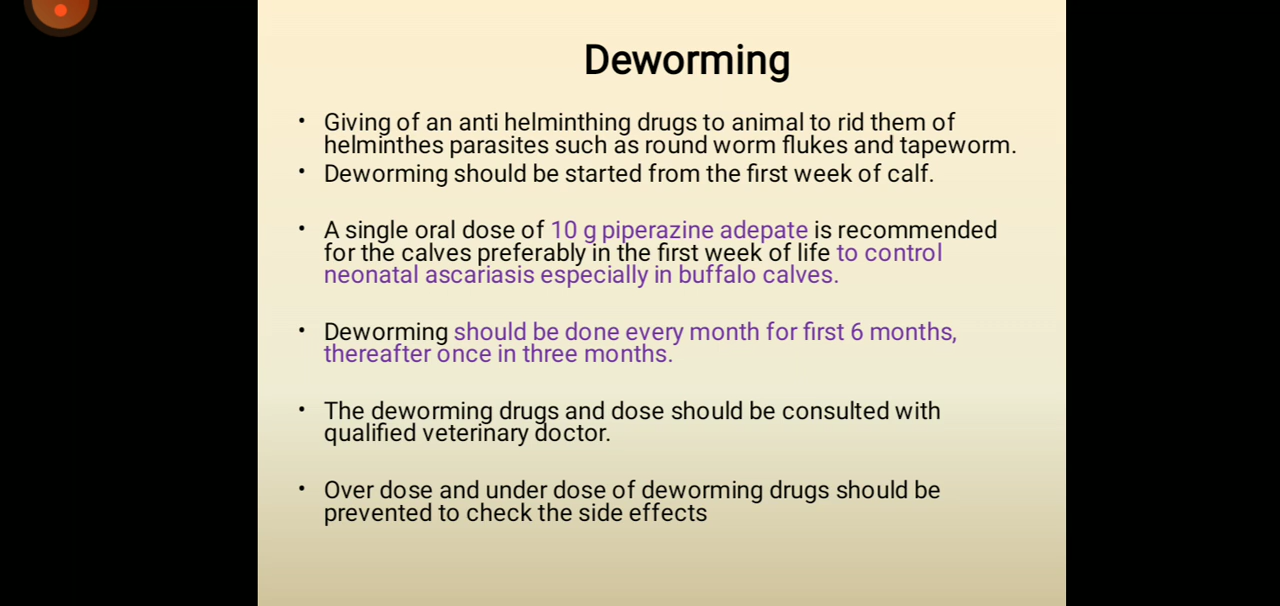 Deworming
• Giving of an anti helminthing drugs to animal to rid them of
helminthes parasites such as round worm flukes and tapeworm.
• Deworming should be started from the first week of calf.
• A single oral dose of 10 g piperazine adepate is recommended
for the calves preferably in the first week of life to control
neonatal ascariasis especially in buffalo calves.
• Deworming should be done every month for first 6 months,
thereafter once in three months.
• The deworming drugs and dose should be consulted with
qualified veterinary doctor.
• Over dose and under dose of deworming drugs should be
prevented to check the side effects